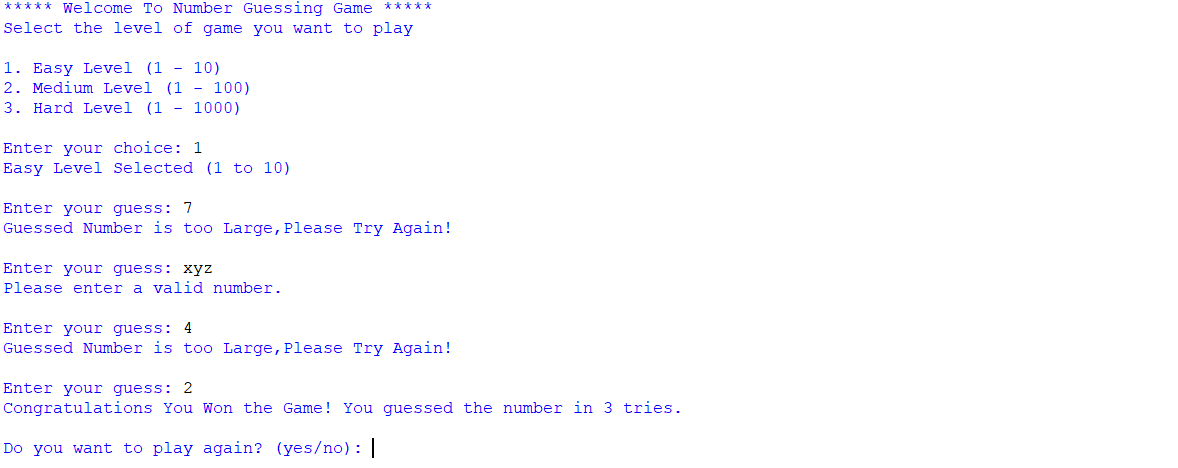 ***** Welcome To Number Guessing Game *****
Select the level of game you want to play
1. Easy Level (1 - 10)
2. Medium Level (1 - 100)
3. Hard Level (1 - 1000)
Enter your choice: 1
Easy Level Selected (1 to 10)
Enter your guess: 7
Guessed Number is too Large,Please Try Again!
Enter your guess: xyz
Please enter a valid number.
Enter your guess: 4
Guessed Number is too Large,Please Try Again!
Enter your guess: 2
Congratulations You Won the Game! You guessed the number in 3 tries.
Do you want to play again? (yes/no):